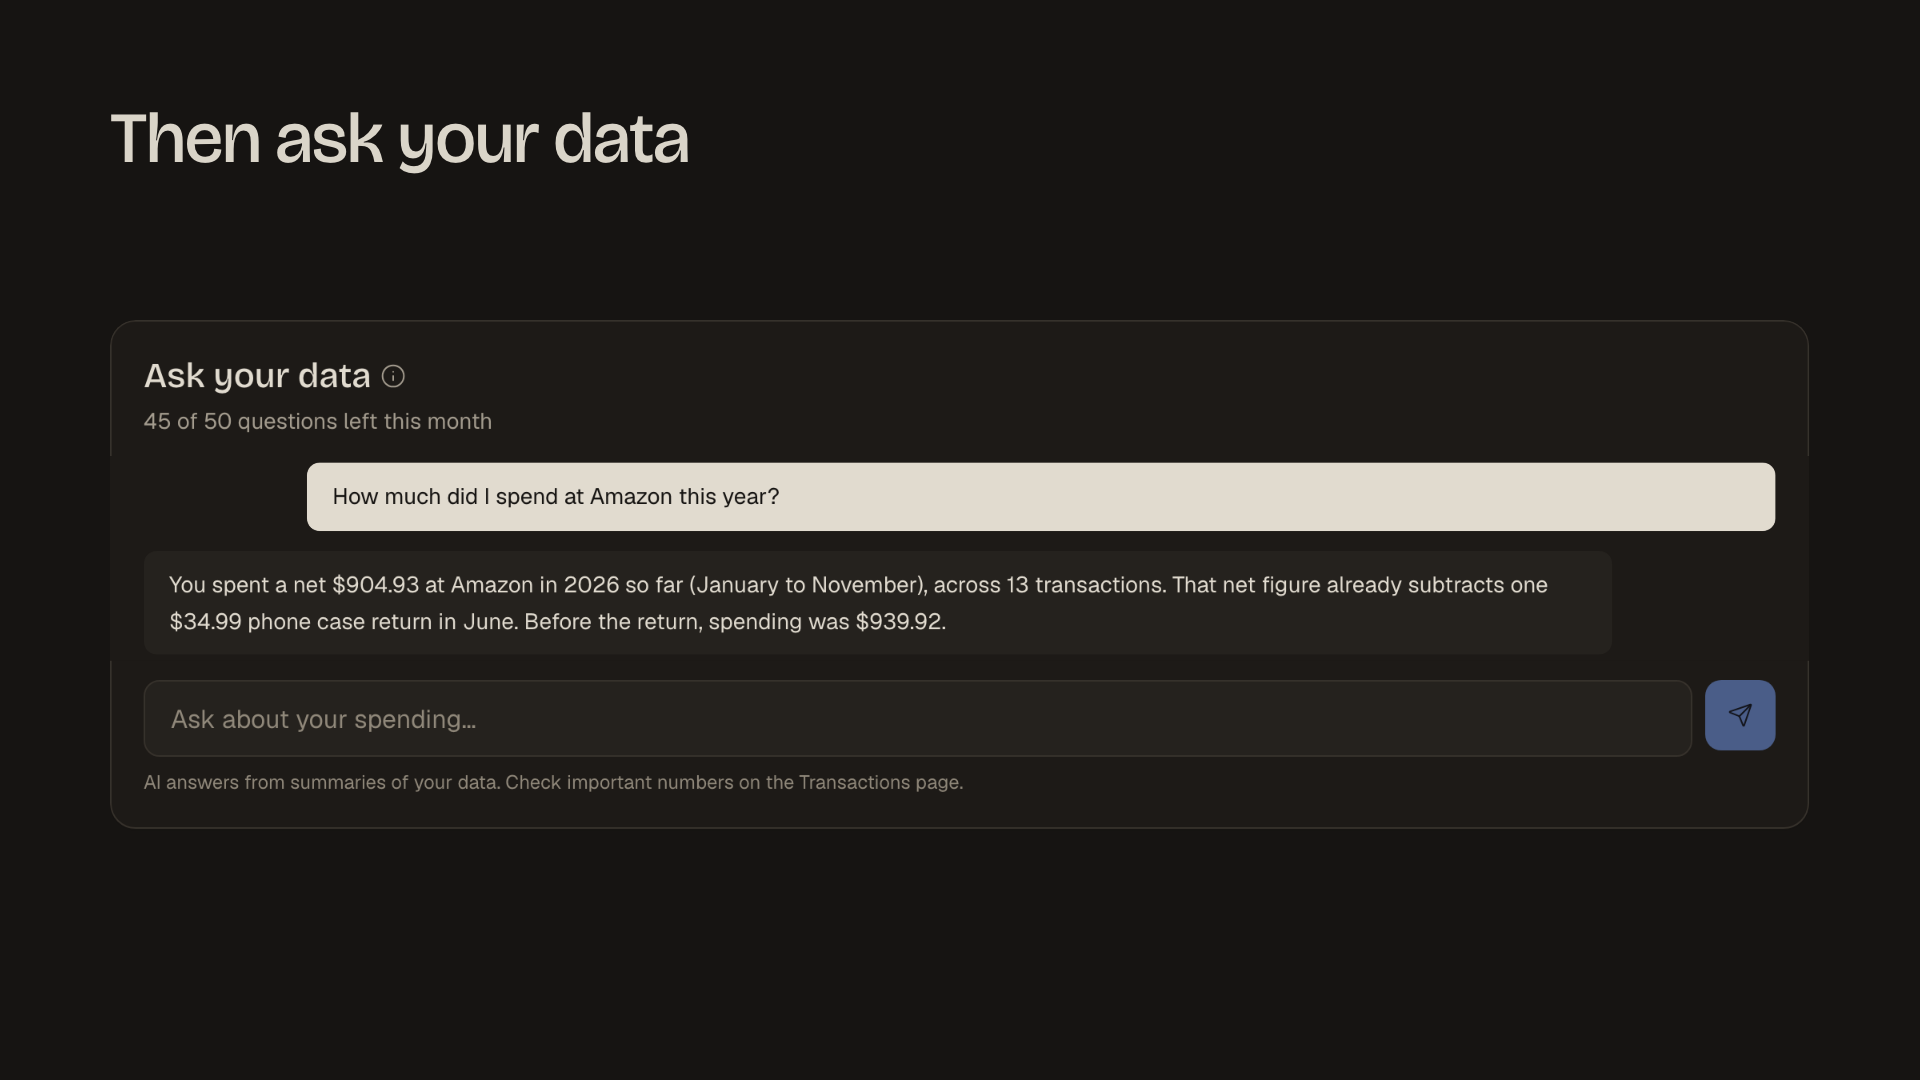 Then ask your data
Ask your data
45 of 50 questions left this month
How much did I spend at Amazon this year?
You spent a net $904.93 at Amazon in 2026 so far (January to November), across 13 transactions. That net figure already subtracts one
$34.99 phone case return in June. Before the return, spending was $939.92.
Ask about your spending...
AI answers from summaries of your data. Check important numbers on the Transactions page.